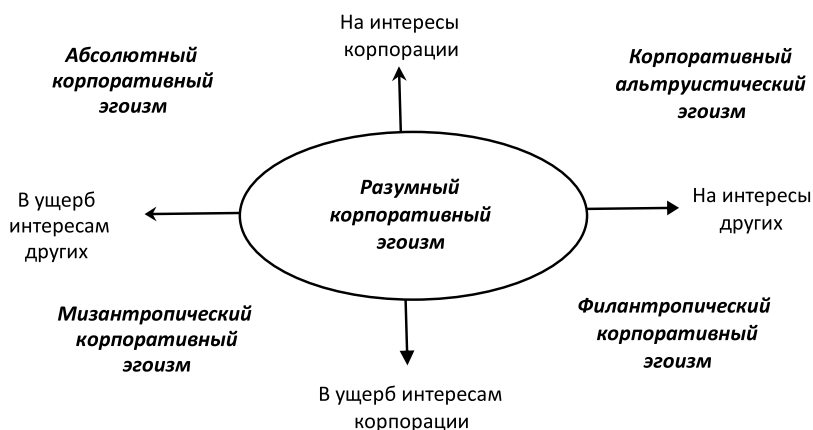 На интересы
корпорации
Абсолютный
корпоративный
эгоизм
Корпоративный
альтруистический
эгоизм
Разумный
корпоративный
эгоизм
В ущерб
интересам
других
На интересы
других
Мизантропический
корпоративный
эгоизм
Филантропический
корпоративный
эгоизм
В ущерб интересам
корпорации